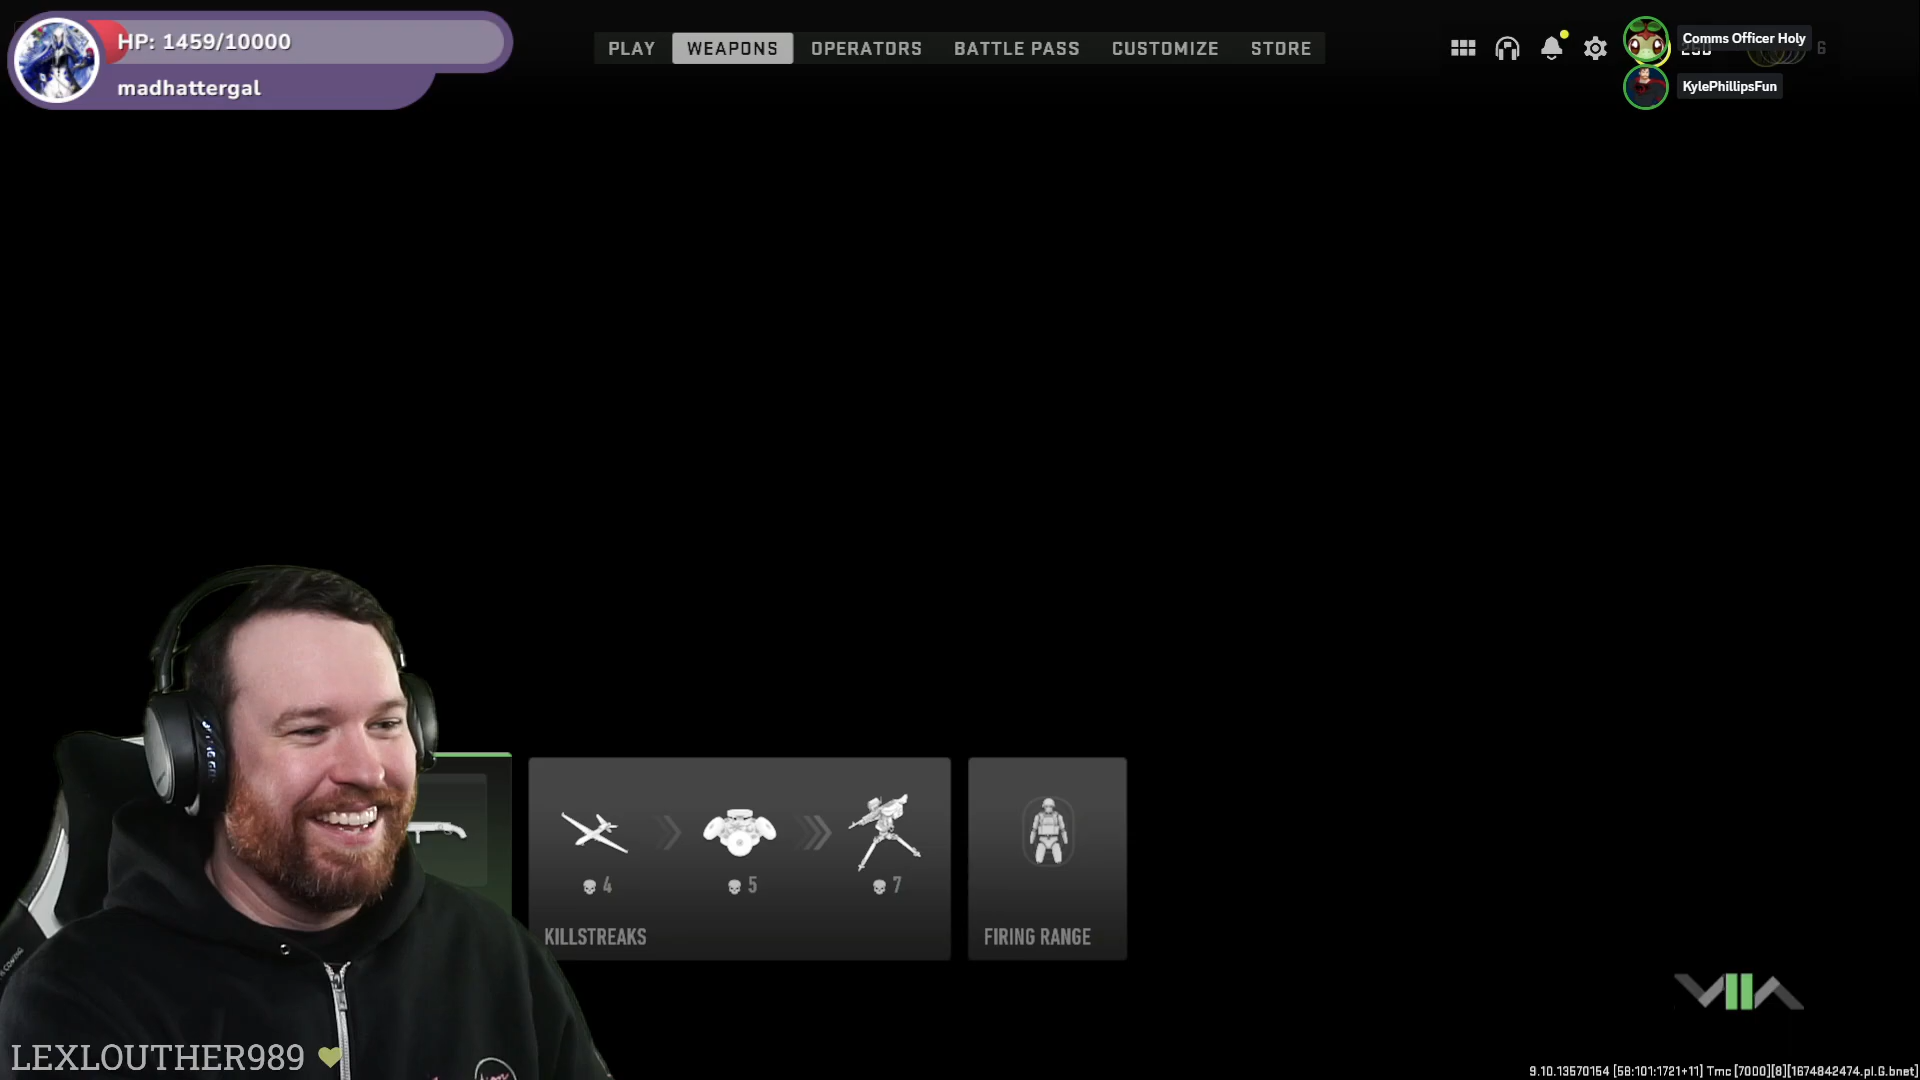 HP: 1459/10000
madhattergal
PLAY
WEAPONS
OPERATORS
BATTLE PASS
CUSTOMIZE
STORE
Comms Officer Holy
6
KylePhillipsFun
4
5
7
KILLSTREAKS
FIRING RANGE
LEXLOUTHER989
9.10.13570154 [58:101:1721+11] Tmc [7000][8][1674842474.pl.G.bnet]